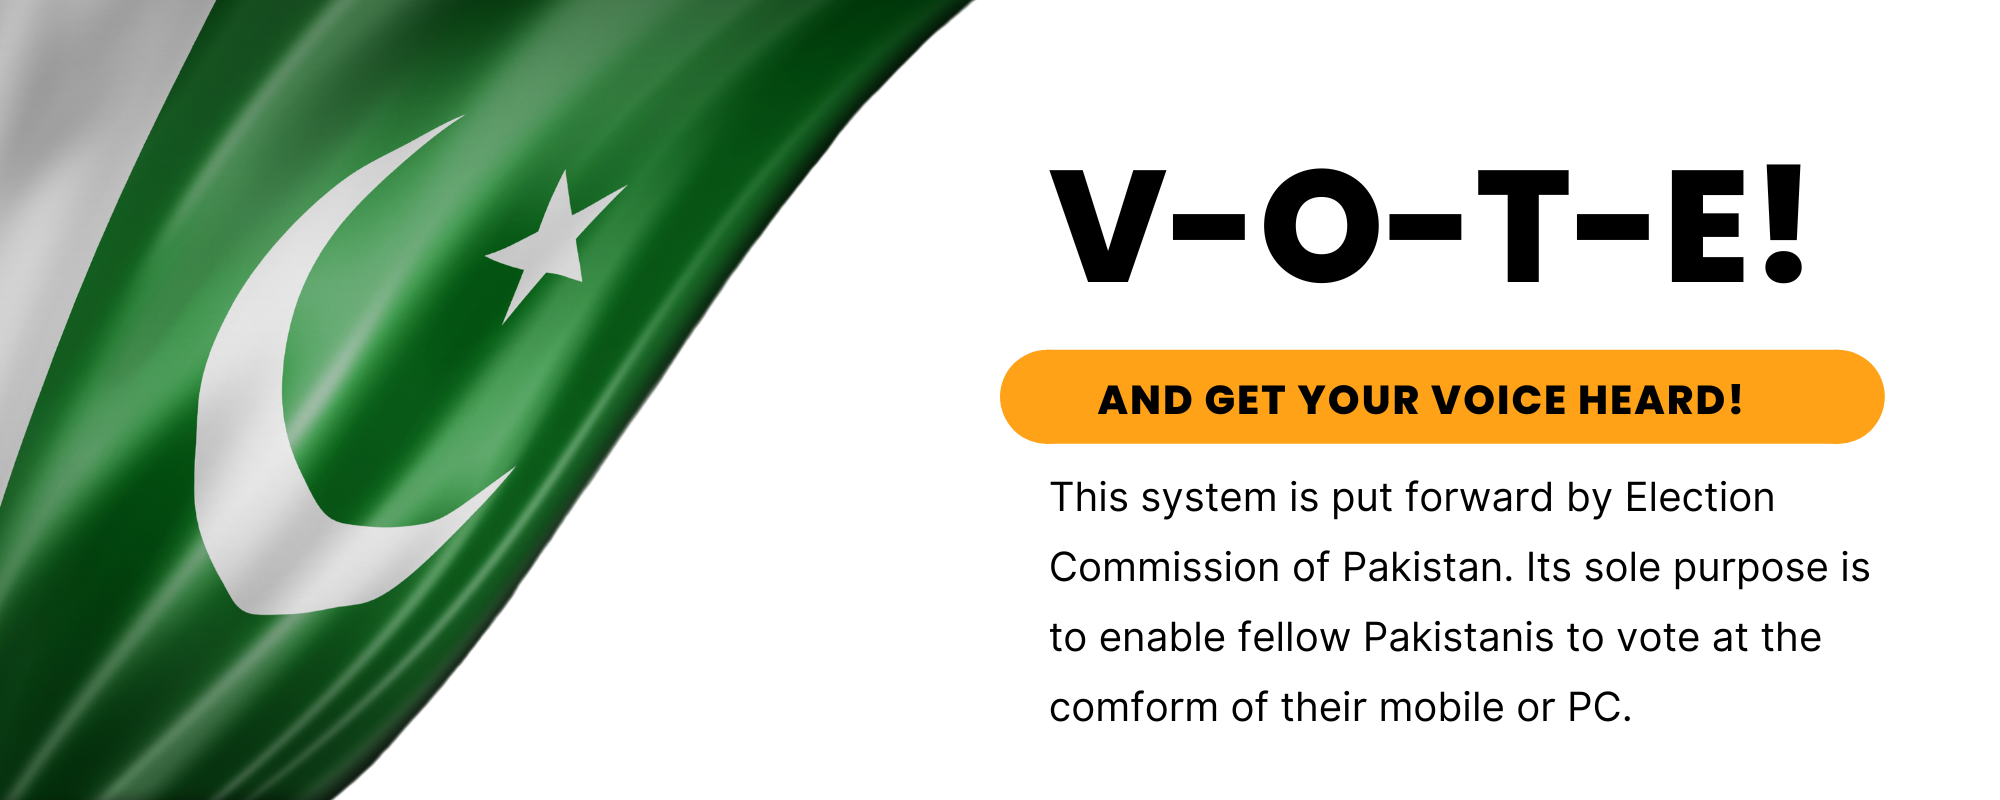 V-O-T-E!
AND GET YOUR VOICE HEARD!
This system is put forward by Election
Commission of Pakistan. Its sole purpose is
to enable fellow Pakistanis to vote at the
comform of their mobile or PC.